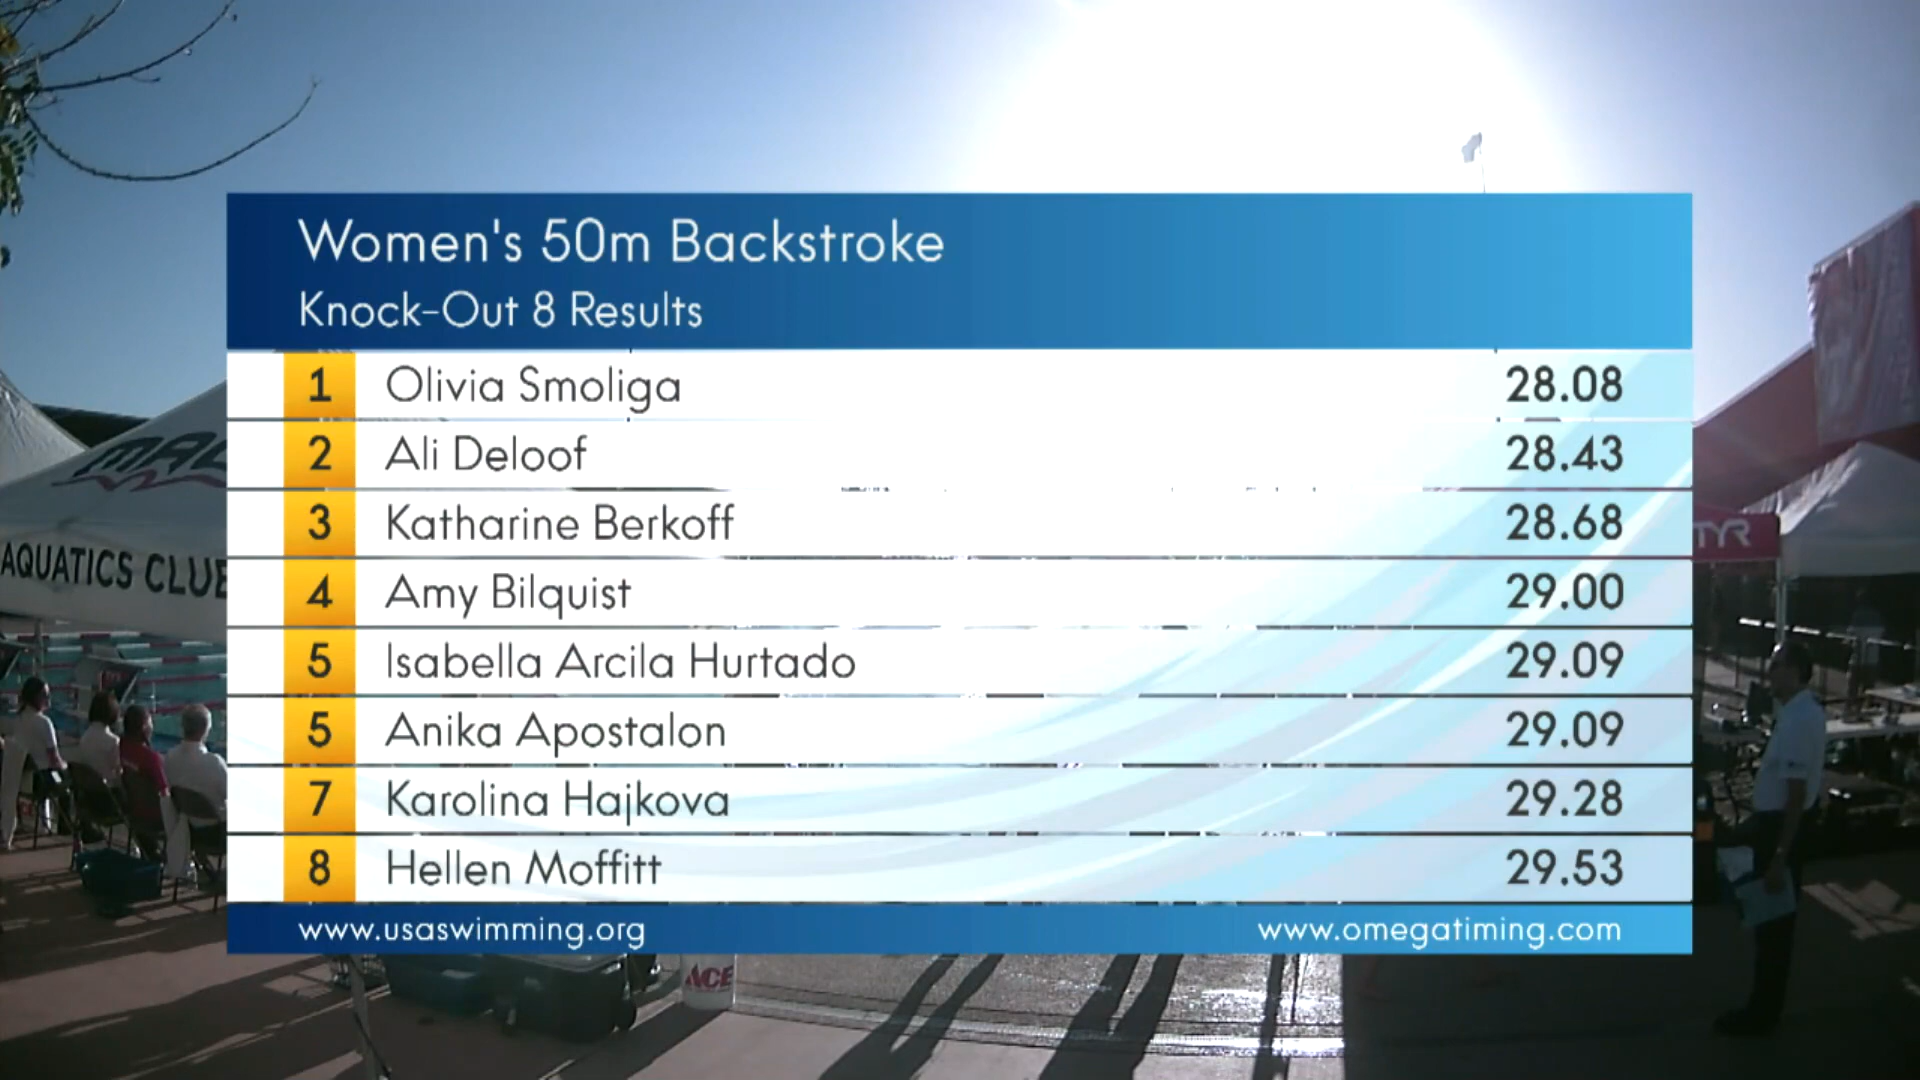 Women's 50m Backstroke
Knock-Out 8 Results
1 Olivia Smoliga 28.08
2 Ali Deloof 28.43
3 Katharine Berkoff 28.68
4 Amy Bilquist 29.00
5 Isabella Arcila Hurtado 29.09
5 Anika Apostalon 29.09
7 Karolina Hajkova 29.28
8 Hellen Moffitt 29.53
www.usaswimming.org www.omegatiming.com
AQUATICS CLUB
TYR
ACE